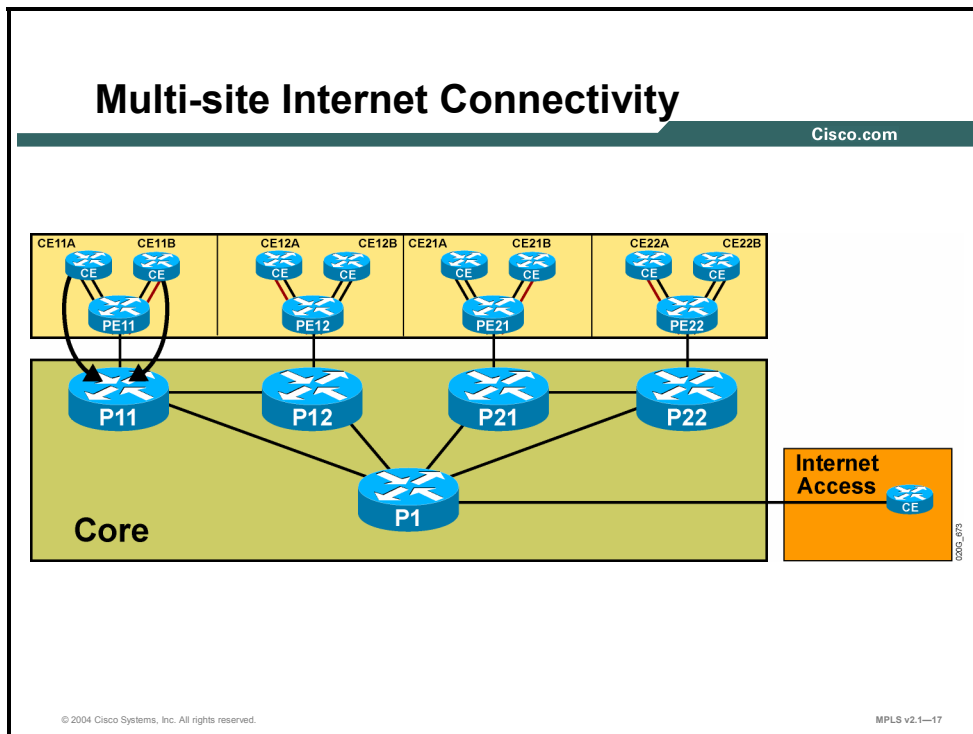 Multi-site Internet Connectivity
Cisco.com
CE11A CE11B CE12A CE12B CE21A CE21B CE22A CE22B
CE CE CE CE CE CE CE CE
PE11 PE12 PE21 PE22
P11 P12 P21 P22
Internet
Access
CE
P1
Core
020G_673
© 2004 Cisco Systems, Inc. All rights reserved.
MPLS v2.1—17